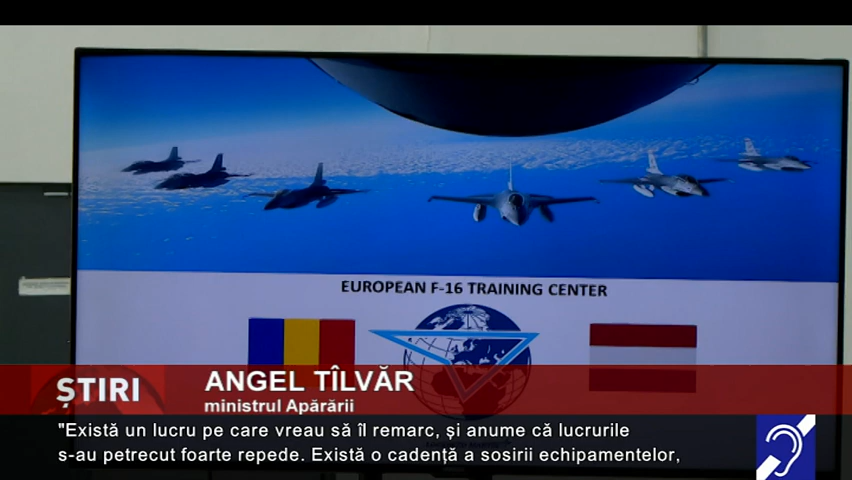 EUROPEAN F-16 TRAINING CENTER
ȘTIRI
ANGEL TÎLVĂR
ministrul Apărării
"Există un lucru pe care vreau să îl remarc, și anume că lucrurile
s-au petrecut foarte repede. Există o cadență a sosirii echipamentelor,